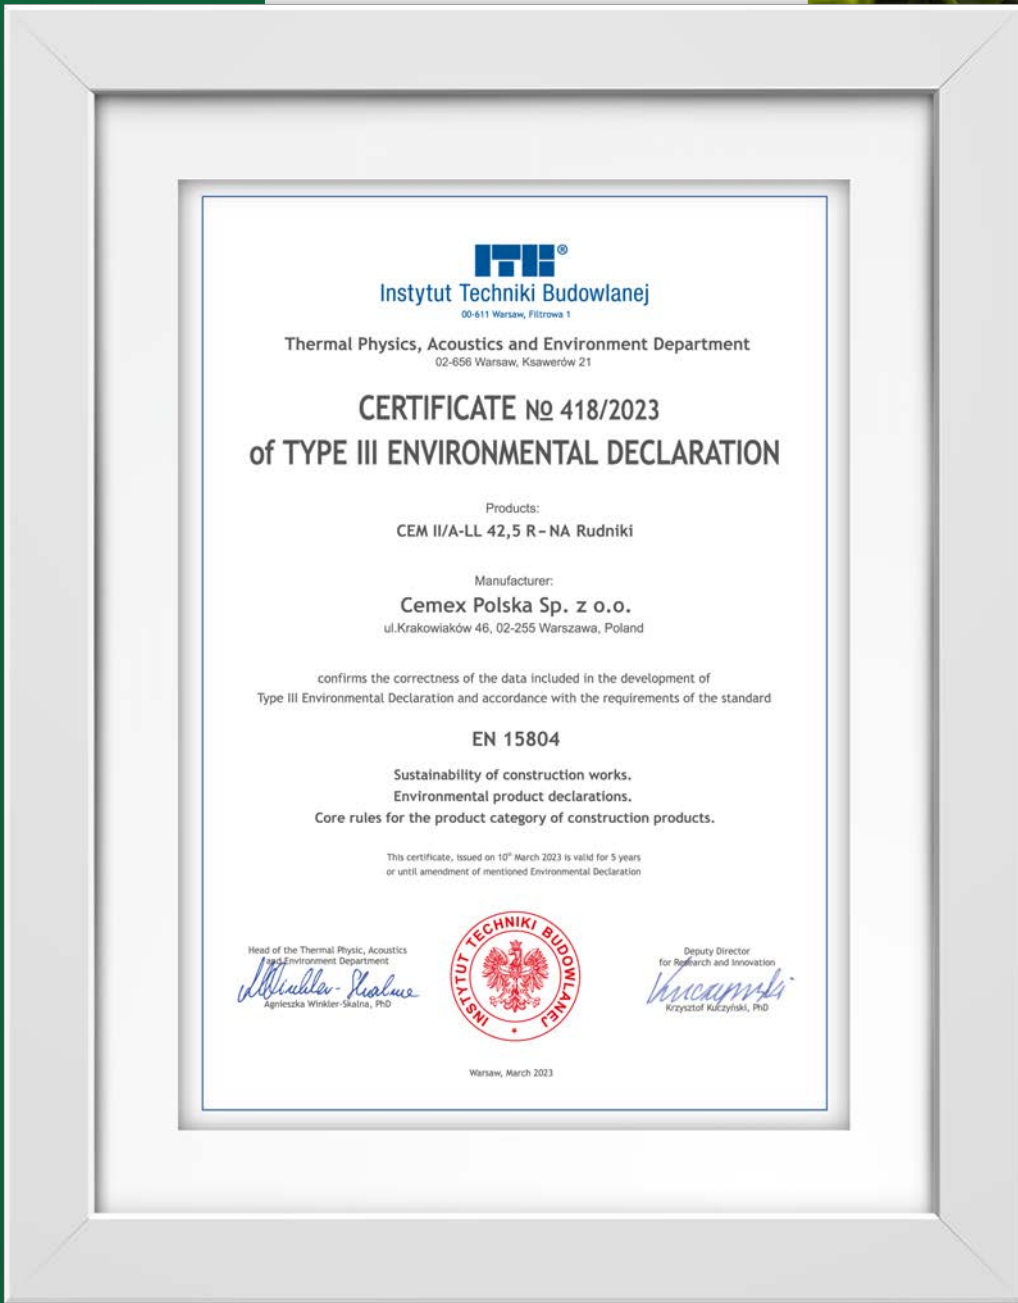 ITB®
Instytut Techniki Budowlanej
00-611 Warsaw, Filtrowa 1
Thermal Physics, Acoustics and Environment Department
02-656 Warsaw, Ksawerów 21
CERTIFICATE № 418/2023
of TYPE III ENVIRONMENTAL DECLARATION
Products:
CEM II/A-LL 42,5 R – NA Rudniki
Manufacturer:
Cemex Polska Sp. z o.o.
ul.Krakowiaków 46, 02-255 Warszawa, Poland
confirms the correctness of the data included in the development of
Type III Environmental Declaration and accordance with the requirements of the standard
EN 15804
Sustainability of construction works.
Environmental product declarations.
Core rules for the product category of construction products.
This certificate, issued on 10th March 2023 is valid for 5 years
or until amendment of mentioned Environmental Declaration
Head of the Thermal Physic, Acoustics
and Environment Department
Winkler-Skalna
Agnieszka Winkler-Skalna, PhD
INSTYTUT TECHNIKI BUDOWLANEJ
Deputy Director
for Research and Innovation
Kuczyński
Krzysztof Kuczyński, PhD
Warsaw, March 2023